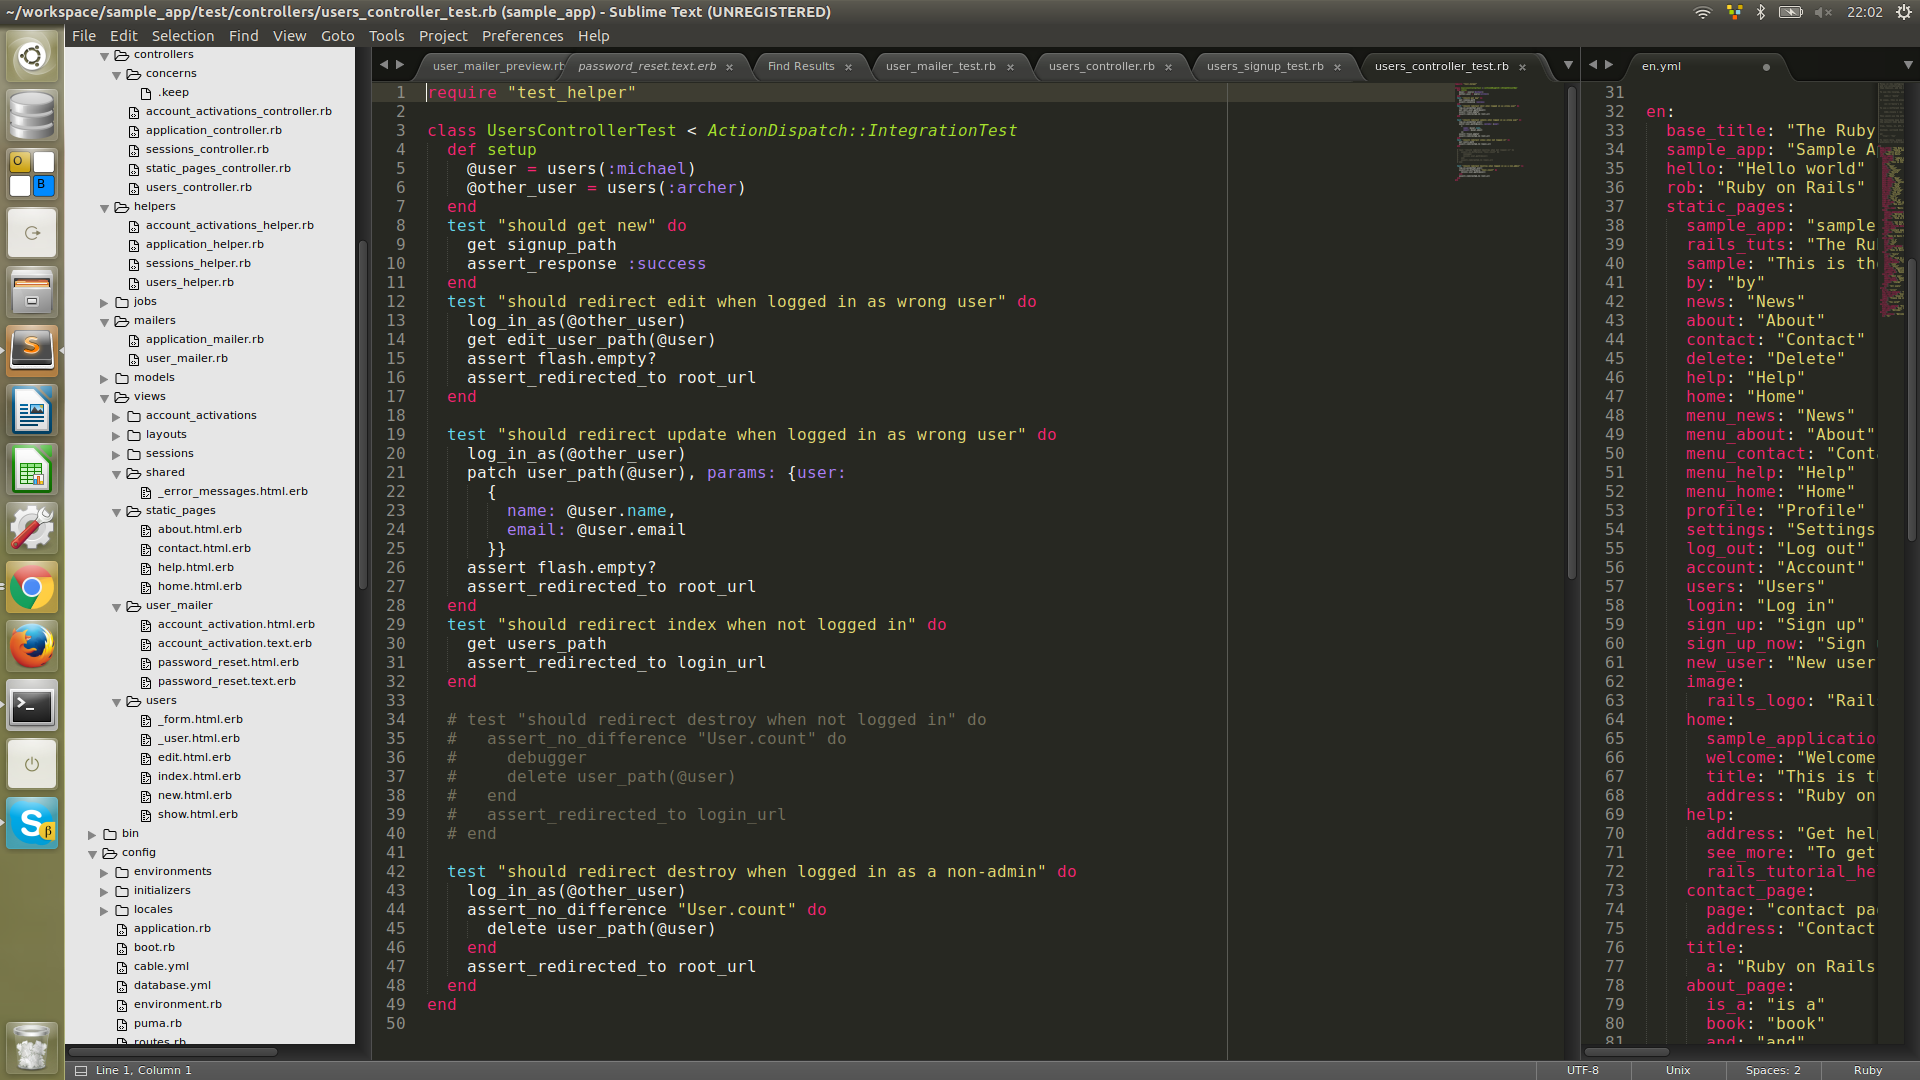 ~/workspace/sample_app/test/controllers/users_controller_test.rb (sample_app) - Sublime Text (UNREGISTERED)
22:02
File Edit Selection Find View Goto Tools Project Preferences Help
controllers
concerns
.keep
account_activations_controller.rb
application_controller.rb
sessions_controller.rb
static_pages_controller.rb
users_controller.rb
helpers
account_activations_helper.rb
application_helper.rb
sessions_helper.rb
users_helper.rb
jobs
mailers
application_mailer.rb
user_mailer.rb
models
views
account_activations
layouts
sessions
shared
_error_messages.html.erb
static_pages
about.html.erb
contact.html.erb
help.html.erb
home.html.erb
user_mailer
account_activation.html.erb
account_activation.text.erb
password_reset.html.erb
password_reset.text.erb
users
_form.html.erb
_user.html.erb
edit.html.erb
index.html.erb
new.html.erb
show.html.erb
bin
config
environments
initializers
locales
application.rb
boot.rb
cable.yml
database.yml
environment.rb
puma.rb
routes.rb
user_mailer_preview.rb password_reset.text.erb × Find Results × user_mailer_test.rb × users_controller.rb × users_signup_test.rb × users_controller_test.rb ×
1 require "test_helper"
2
3 class UsersControllerTest < ActionDispatch::IntegrationTest
4 def setup
5 @user = users(:michael)
6 @other_user = users(:archer)
7 end
8 test "should get new" do
9 get signup_path
10 assert_response :success
11 end
12 test "should redirect edit when logged in as wrong user" do
13 log_in_as(@other_user)
14 get edit_user_path(@user)
15 assert flash.empty?
16 assert_redirected_to root_url
17 end
18
19 test "should redirect update when logged in as wrong user" do
20 log_in_as(@other_user)
21 patch user_path(@user), params: {user:
22 {
23 name: @user.name,
24 email: @user.email
25 }}
26 assert flash.empty?
27 assert_redirected_to root_url
28 end
29 test "should redirect index when not logged in" do
30 get users_path
31 assert_redirected_to login_url
32 end
33
34 # test "should redirect destroy when not logged in" do
35 # assert_no_difference "User.count" do
36 # debugger
37 # delete user_path(@user)
38 # end
39 # assert_redirected_to login_url
40 # end
41
42 test "should redirect destroy when logged in as a non-admin" do
43 log_in_as(@other_user)
44 assert_no_difference "User.count" do
45 delete user_path(@user)
46 end
47 assert_redirected_to root_url
48 end
49 end
50
en.yml
31
32 en:
33 base_title: "The Ruby
34 sample_app: "Sample A
35 hello: "Hello world"
36 rob: "Ruby on Rails"
37 static_pages:
38 sample_app: "sample
39 rails_tuts: "The Ru
40 sample: "This is th
41 by: "by"
42 news: "News"
43 about: "About"
44 contact: "Contact"
45 delete: "Delete"
46 help: "Help"
47 home: "Home"
48 menu_news: "News"
49 menu_about: "About"
50 menu_contact: "Cont
51 menu_help: "Help"
52 menu_home: "Home"
53 profile: "Profile"
54 settings: "Settings
55 log_out: "Log out"
56 account: "Account"
57 users: "Users"
58 login: "Log in"
59 sign_up: "Sign up"
60 sign_up_now: "Sign
61 new_user: "New user
62 image:
63 rails_logo: "Rail
64 home:
65 sample_applicatio
66 welcome: "Welcome
67 title: "This is t
68 address: "Ruby on
69 help:
70 address: "Get hel
71 see_more: "To get
72 rails_tutorial_he
73 contact_page:
74 page: "contact pa
75 address: "Contact
76 title:
77 a: "Ruby on Rails
78 about_page:
79 is_a: "is a"
80 book: "book"
81 and: "and"
Line 1, Column 1
UTF-8 Unix Spaces: 2 Ruby